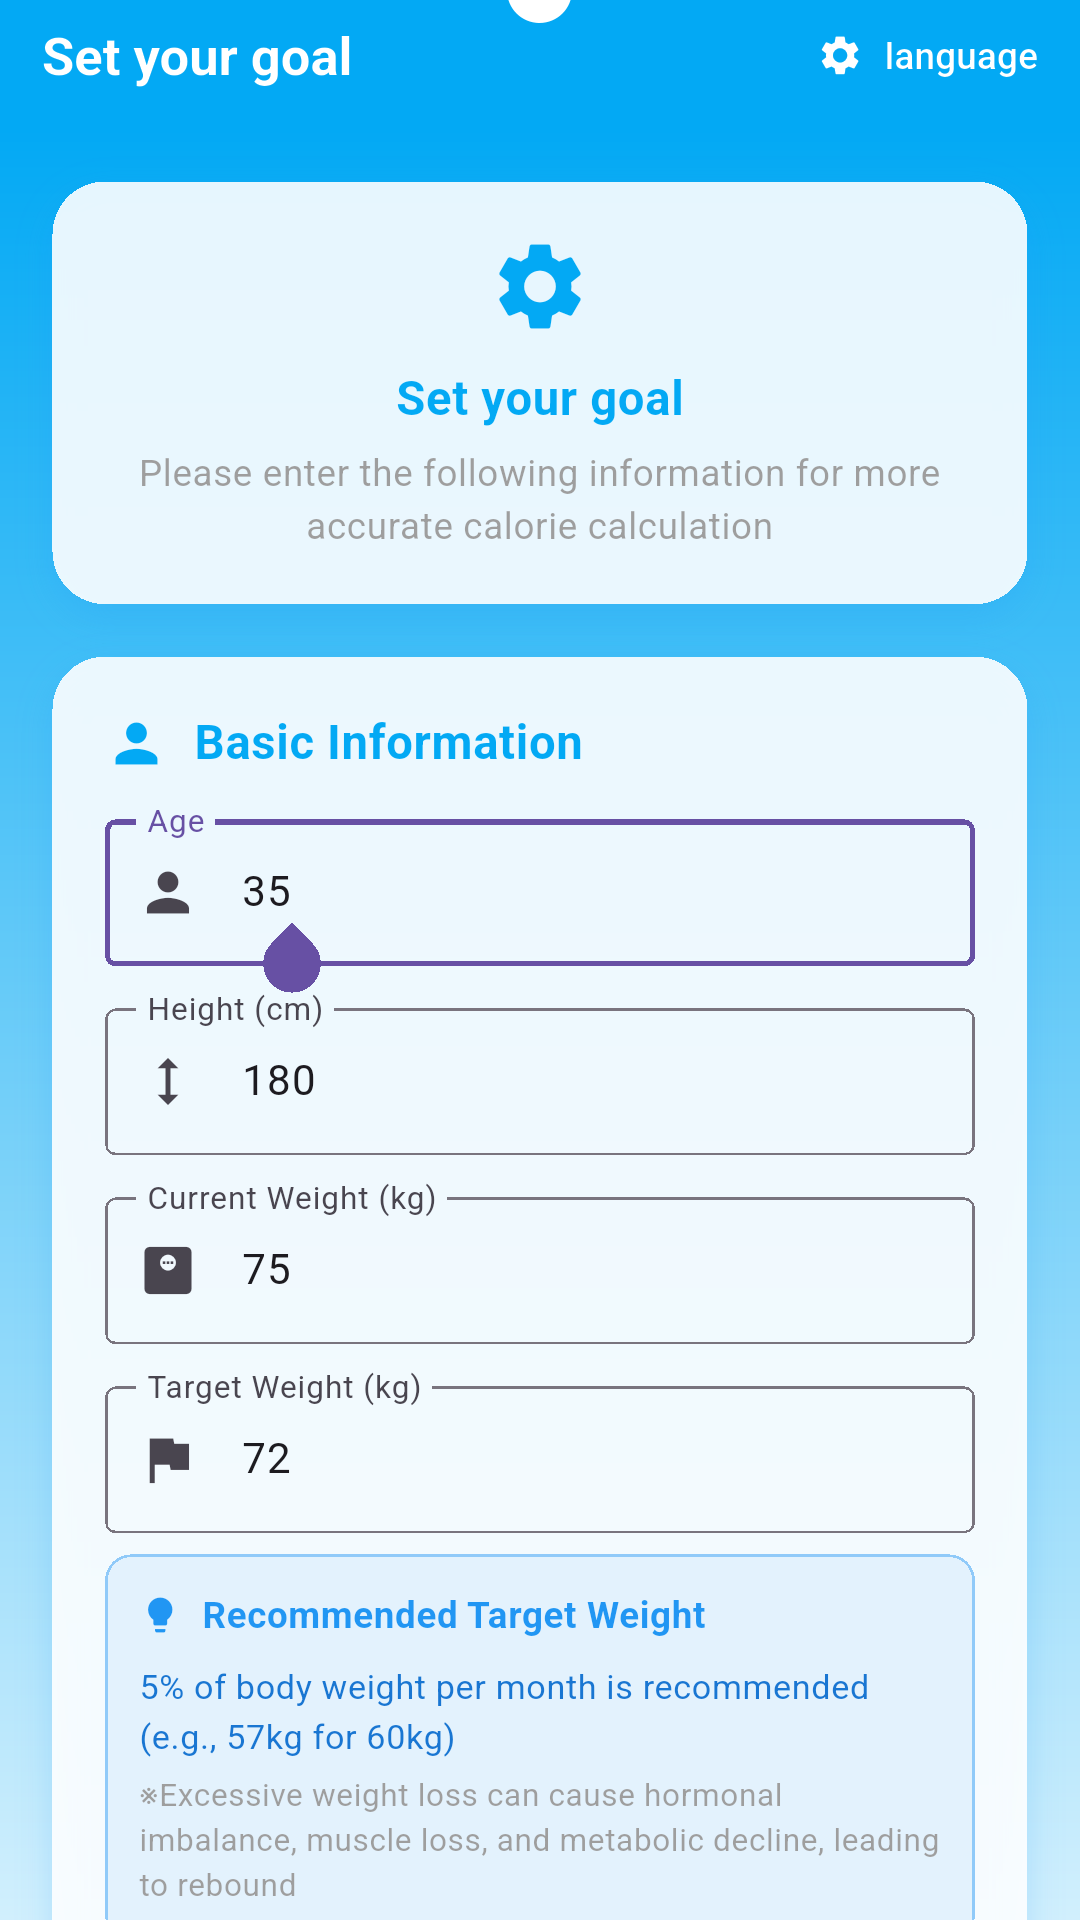 Set your goal
language
Set your goal
Please enter the following information for more
accurate calorie calculation
Basic Information
Age
35
Height (cm)
180
Current Weight (kg)
75
Target Weight (kg)
72
Recommended Target Weight
5% of body weight per month is recommended
(e.g., 57kg for 60kg)
※Excessive weight loss can cause hormonal
imbalance, muscle loss, and metabolic decline, leading
to rebound